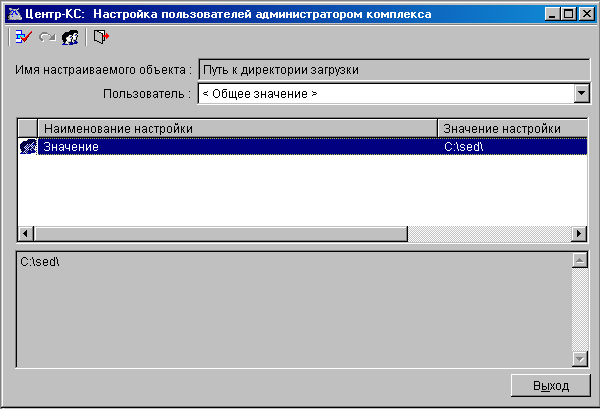 Центр-КС: Настройка пользователей администратором комплекса
Имя настраиваемого объекта : Путь к директории загрузки
Пользователь : < Общее значение >
Наименование настройки Значение настройки
Значение C:\sed\
C:\sed\
Выход